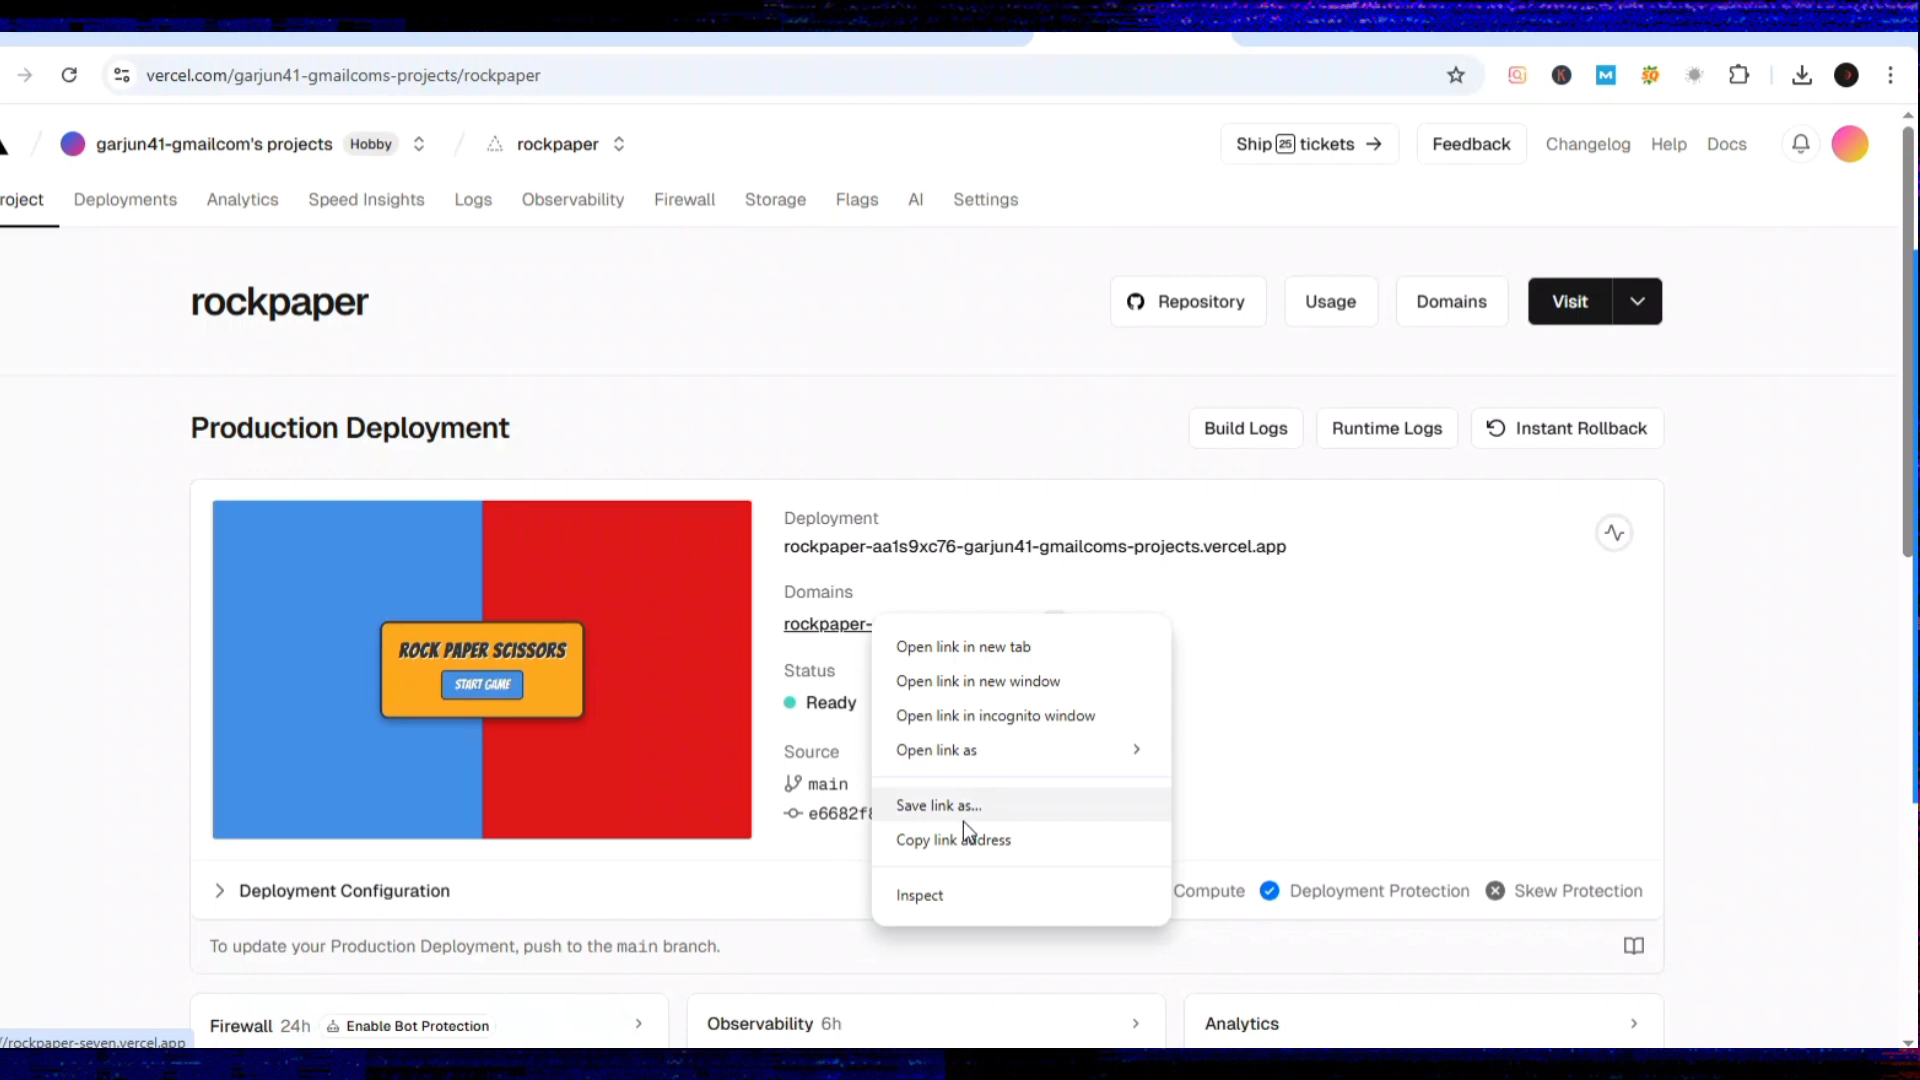 vercel.com/garjun41-gmailcoms-projects/rockpaper
garjun41-gmailcom's projects Hobby rockpaper
Ship 25 tickets → Feedback Changelog Help Docs
roject Deployments Analytics Speed Insights Logs Observability Firewall Storage Flags AI Settings
rockpaper
Repository Usage Domains Visit
Production Deployment
Build Logs Runtime Logs Instant Rollback
ROCK PAPER SCISSORS
START GAME
Deployment
rockpaper-aa1s9xc76-garjun41-gmailcoms-projects.vercel.app
Domains
rockpaper-
Status
Ready
Source
main
e6682f8
Open link in new tab
Open link in new window
Open link in incognito window
Open link as
Save link as...
Copy link address
Inspect
Deployment Configuration
Compute Deployment Protection Skew Protection
To update your Production Deployment, push to the main branch.
Firewall 24h Enable Bot Protection
Observability 6h
Analytics
/rockpaper-seven.vercel.app